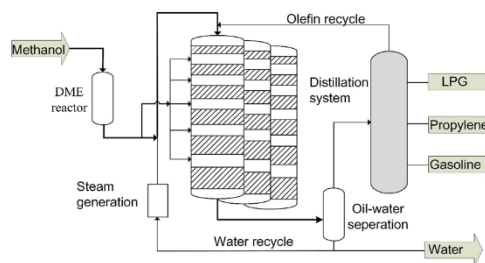 Olefin recycle
Methanol
DME
reactor
Distillation
system
LPG
Propylene
Gasoline
Steam
generation
Oil-water
seperation
Water recycle
Water